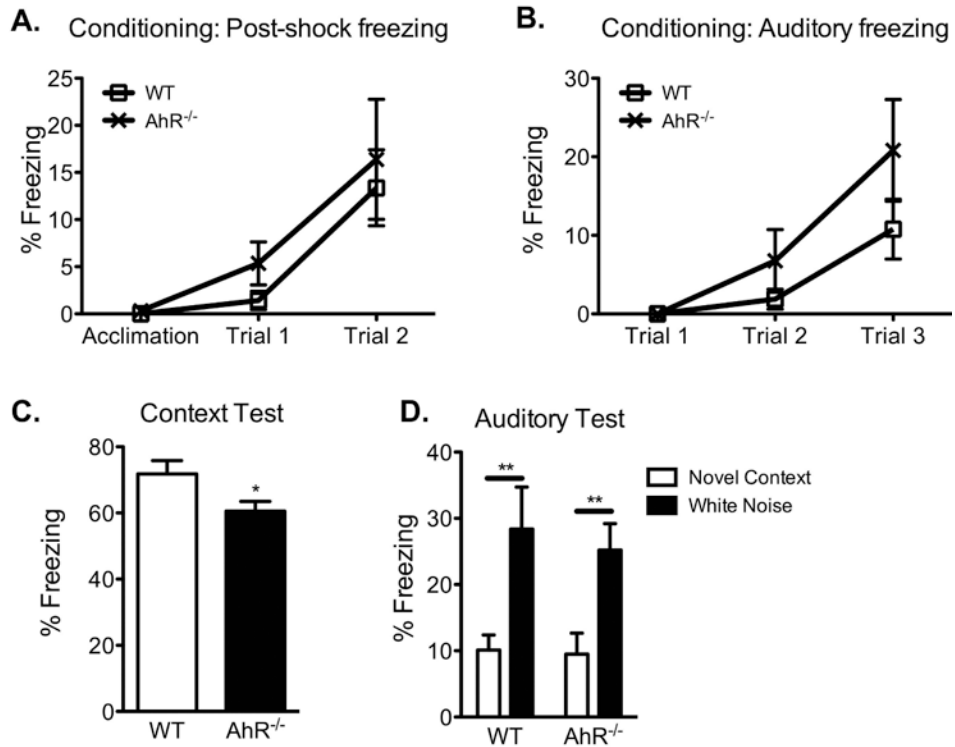 A. Conditioning: Post-shock freezing
25
20
15
10
5
0
% Freezing
WT
AhR-/-
Acclimation Trial 1 Trial 2
B. Conditioning: Auditory freezing
30
20
10
0
% Freezing
WT
AhR-/-
Trial 1 Trial 2 Trial 3
C. Context Test
80
60
40
20
0
% Freezing
*
WT AhR-/-
D. Auditory Test
40
30
20
10
0
% Freezing
**
**
WT AhR-/-
Novel Context
White Noise